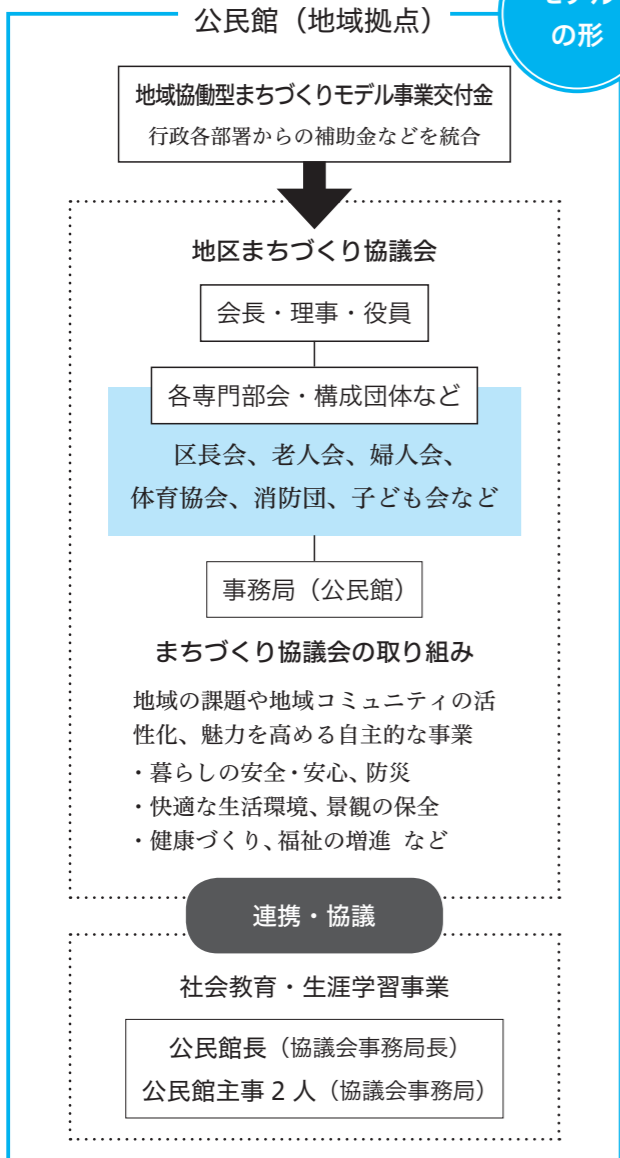 公民館（地域拠点）
の形
地域協働型まちづくりモデル事業交付金
行政各部署からの補助金などを統合
地区まちづくり協議会
会長・理事・役員
各専門部会・構成団体など
区長会、老人会、婦人会、
体育協会、消防団、子ども会など
事務局（公民館）
まちづくり協議会の取り組み
地域の課題や地域コミュニティの活
性化、魅力を高める自主的な事業
・暮らしの安全・安心、防災
・快適な生活環境、景観の保全
・健康づくり、福祉の増進 など
連携・協議
社会教育・生涯学習事業
公民館長（協議会事務局長）
公民館主事 2 人（協議会事務局）